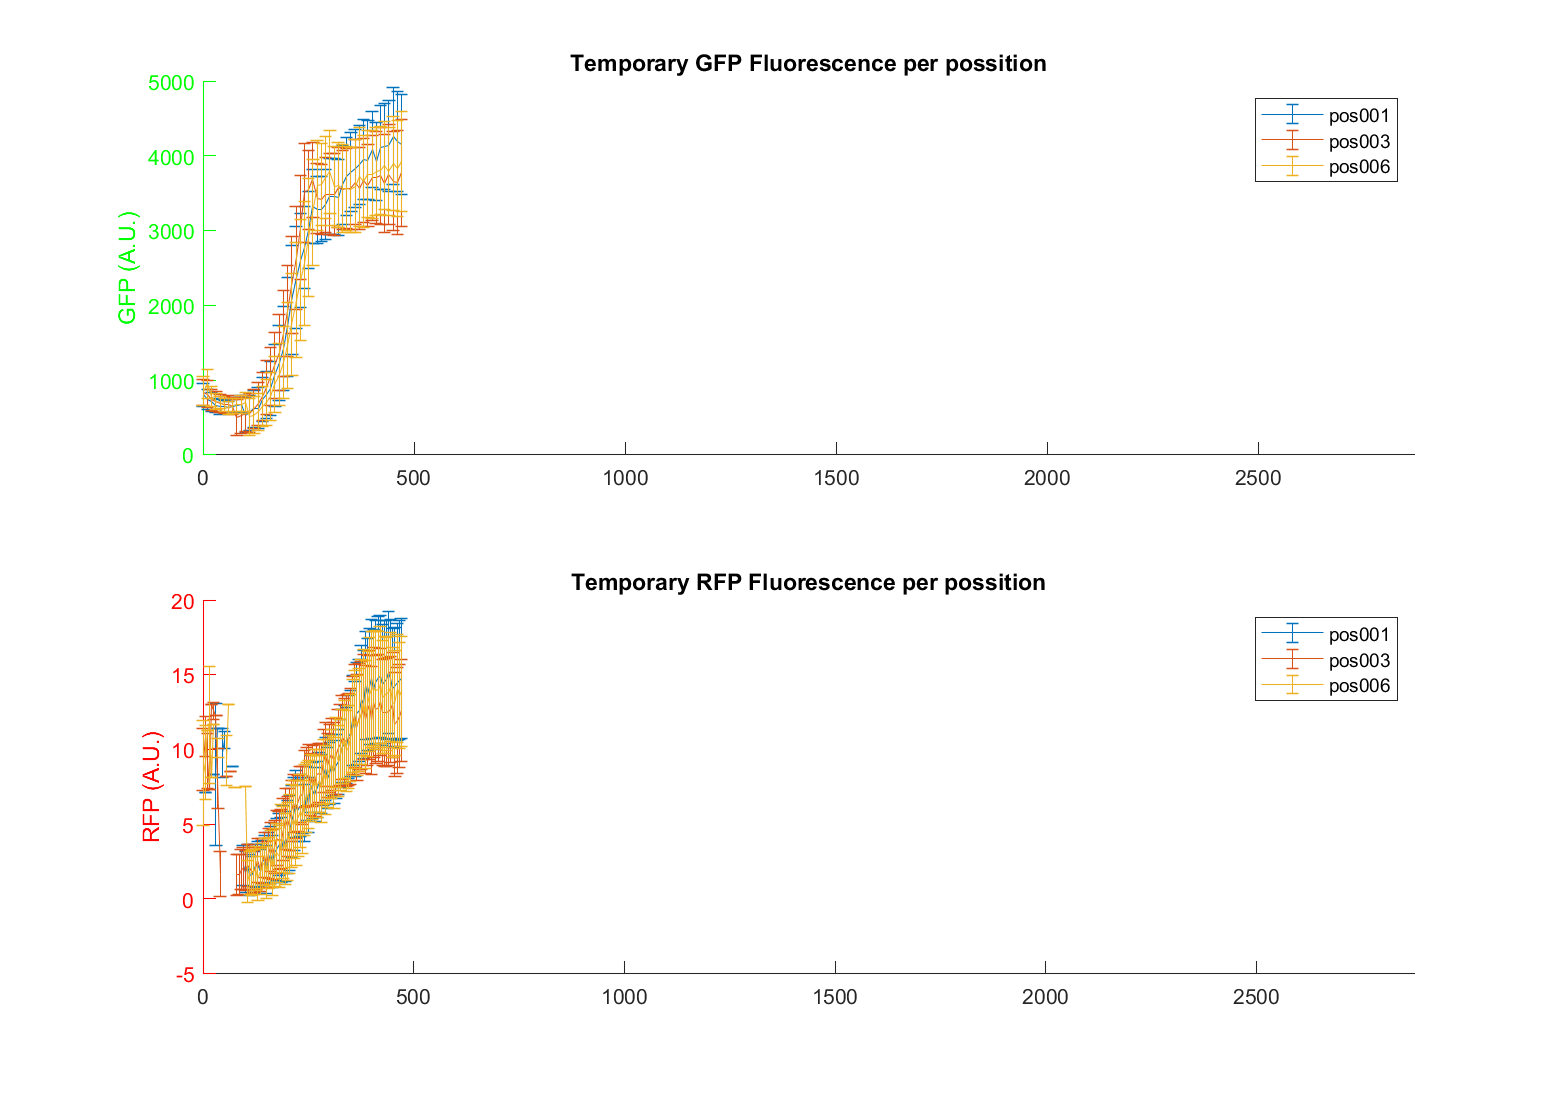 Temporary GFP Fluorescence per possition
5000
4000
3000
2000
1000
0
GFP (A.U.)
0 500 1000 1500 2000 2500
pos001
pos003
pos006
Temporary RFP Fluorescence per possition
20
15
10
5
0
-5
RFP (A.U.)
0 500 1000 1500 2000 2500
pos001
pos003
pos006